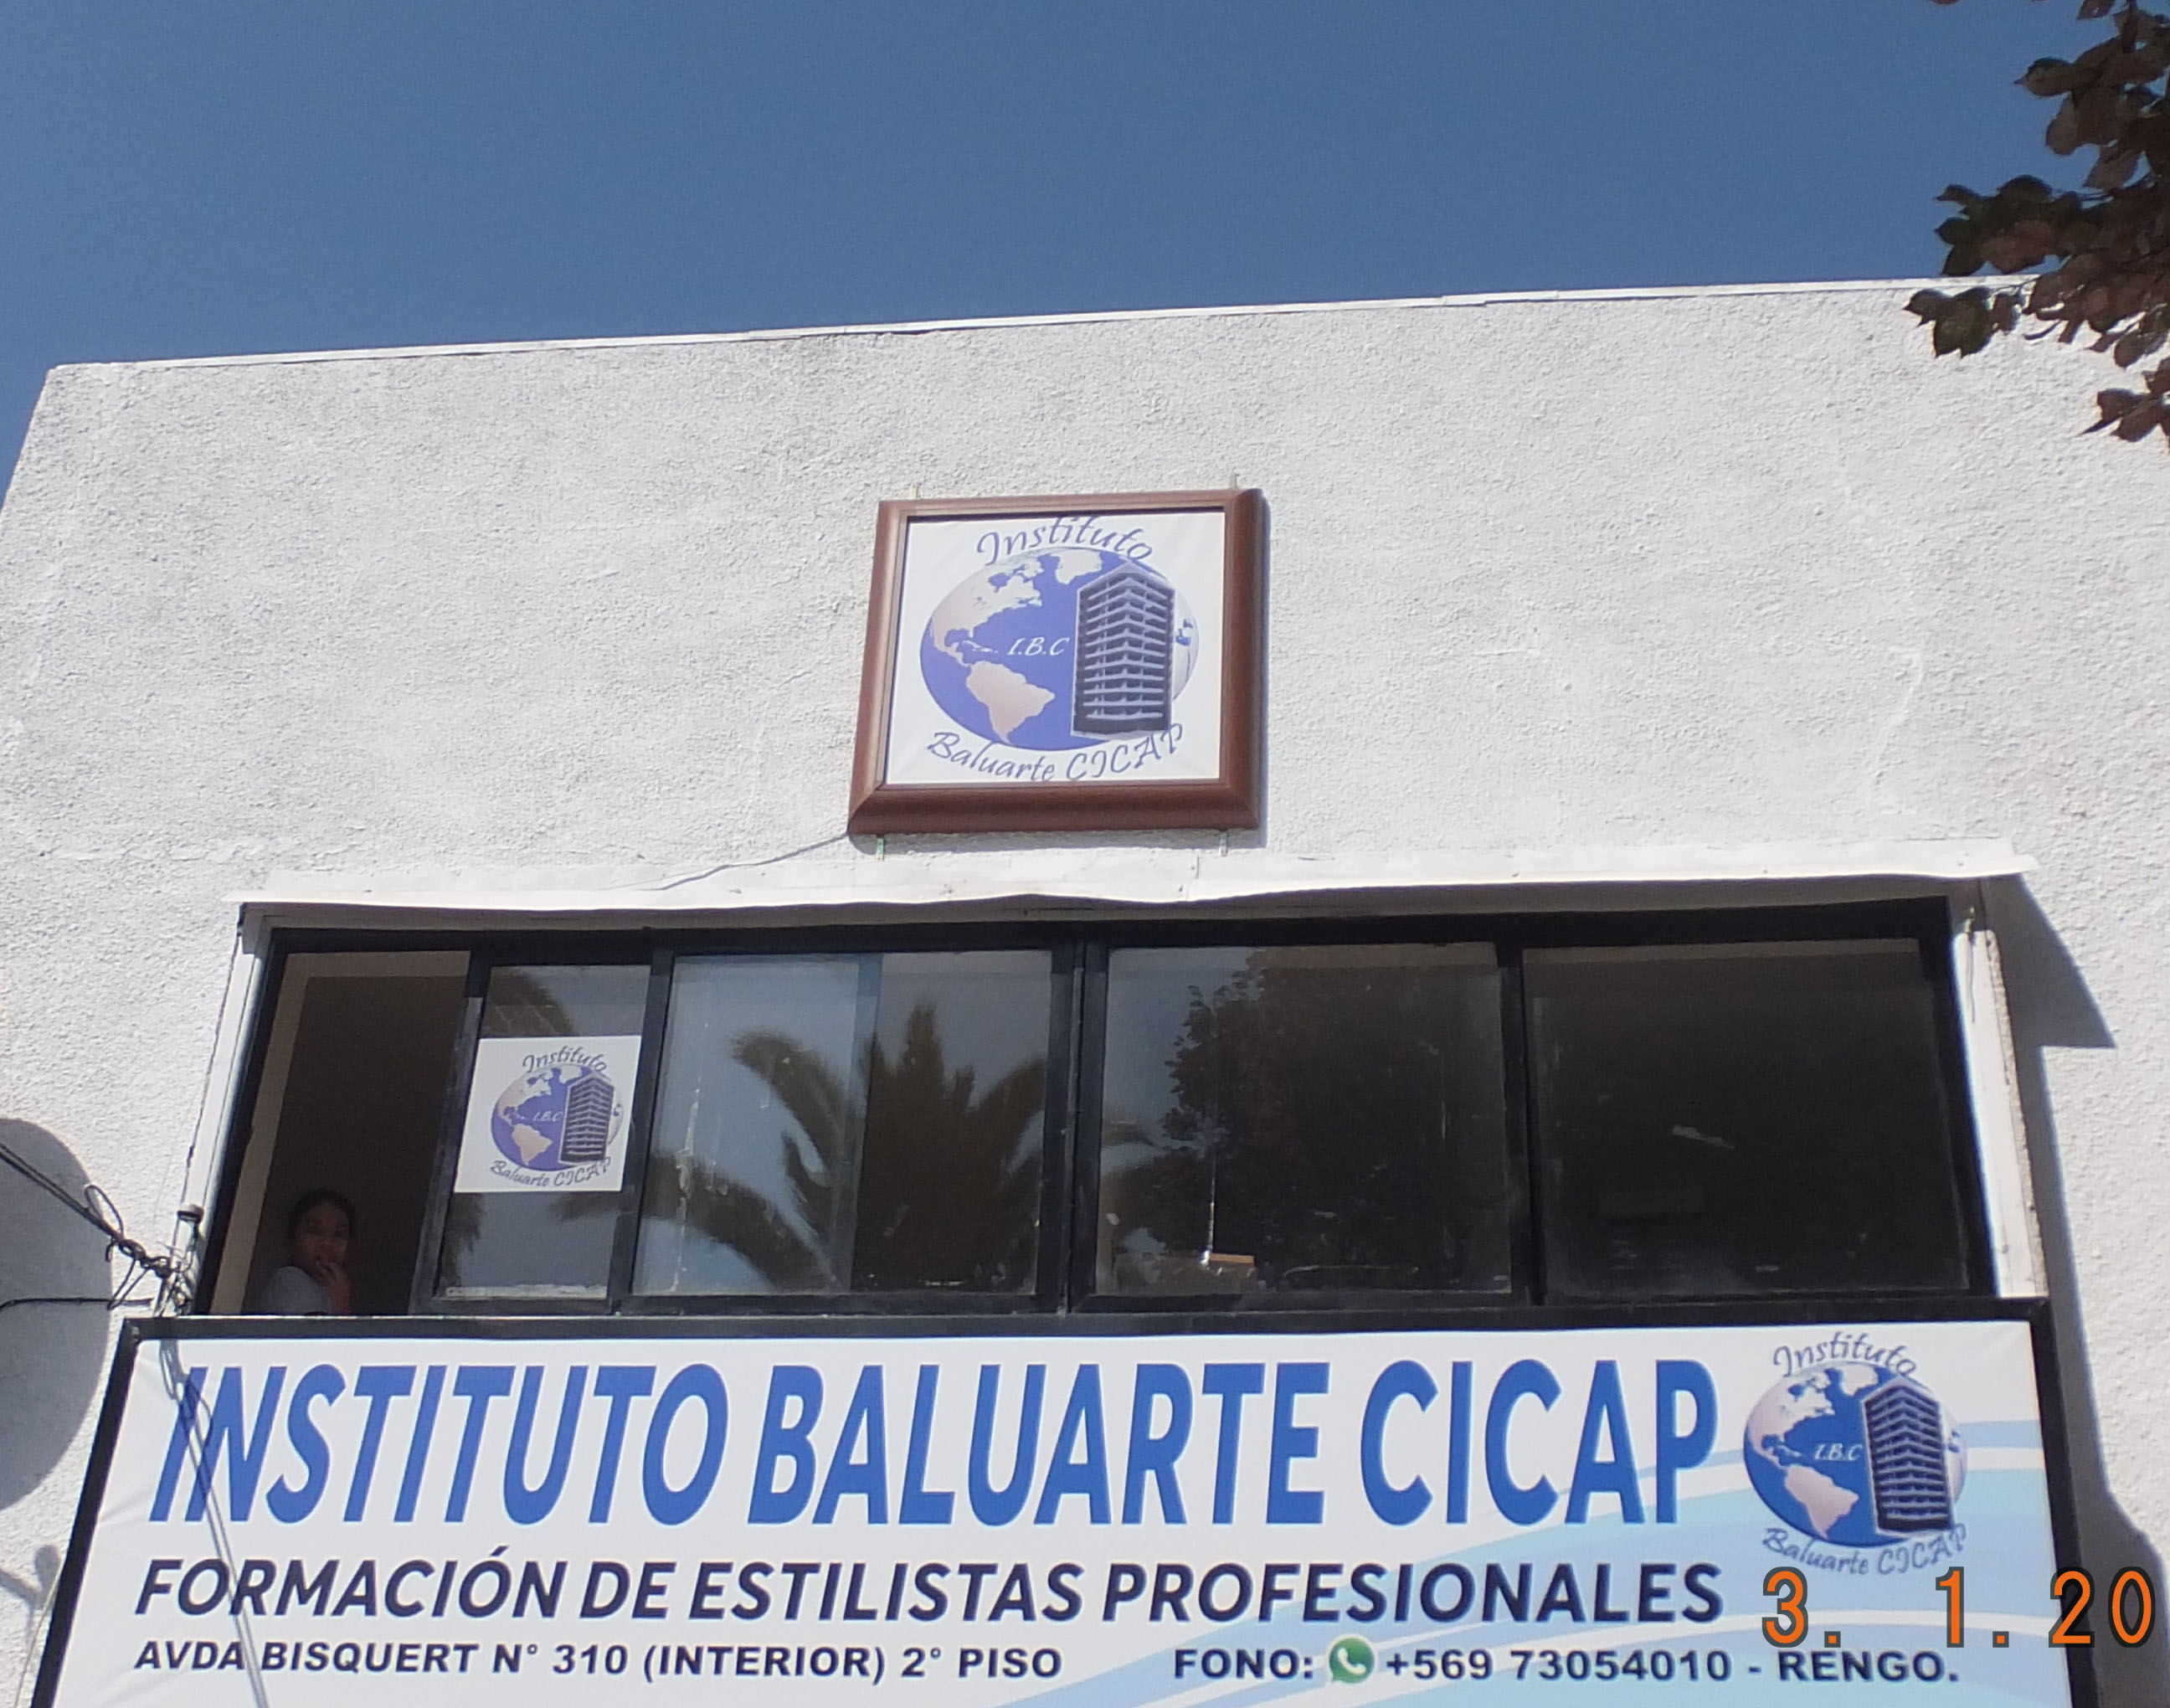 Instituto
I.B.C
Baluarte CICAP
Instituto
I.B.C
Baluarte CICAP
INSTITUTO BALUARTE CICAP
Instituto
I.B.C
Baluarte CICAP
FORMACIÓN DE ESTILISTAS PROFESIONALES
AVDA BISQUERT N° 310 (INTERIOR) 2° PISO FONO: +569 73054010 - RENGO.
3. 1. 20